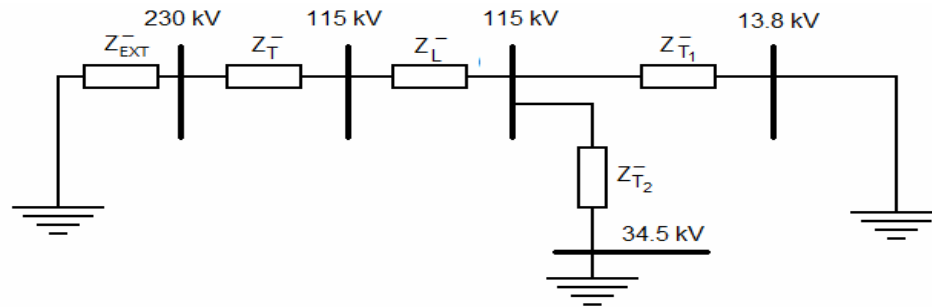 230 kV
115 kV
115 kV
13.8 kV
Z⁻EXT
Z⁻T
Z⁻L
Z⁻T1
Z⁻T2
34.5 kV